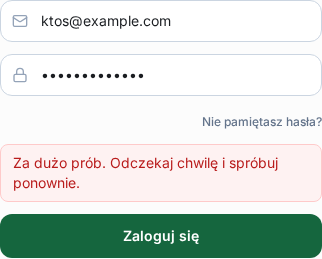 ktos@example.com
•••••••••••••
Nie pamiętasz hasła?
Za dużo prób. Odczekaj chwilę i spróbuj
ponownie.
Zaloguj się